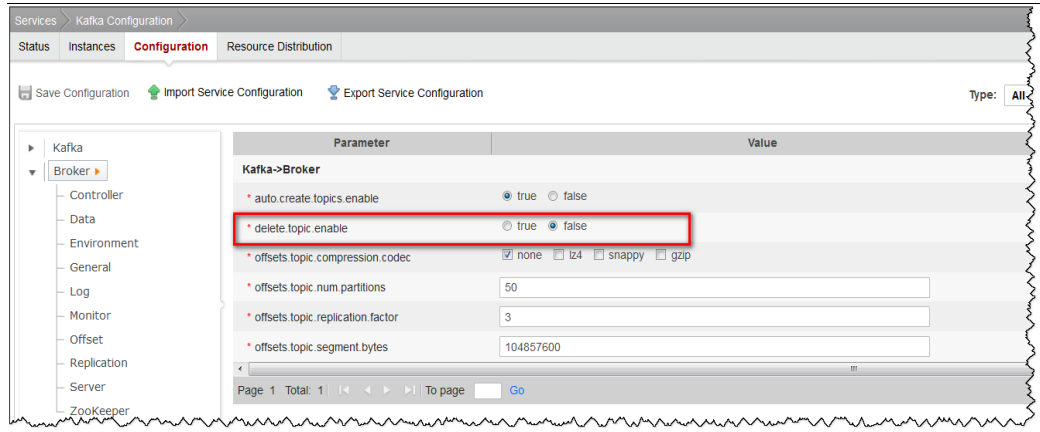 Services > Kafka Configuration >
Status Instances Configuration Resource Distribution
Save Configuration Import Service Configuration Export Service Configuration
Type: All
Parameter Value
Kafka
Broker
Controller
Data
Environment
General
Log
Monitor
Offset
Replication
Server
ZooKeeper
Kafka->Broker
* auto.create.topics.enable true false
* delete.topic.enable true false
* offsets.topic.compression.codec none lz4 snappy gzip
* offsets.topic.num.partitions 50
* offsets.topic.replication.factor 3
* offsets.topic.segment.bytes 104857600
Page 1 Total: 1 To page Go